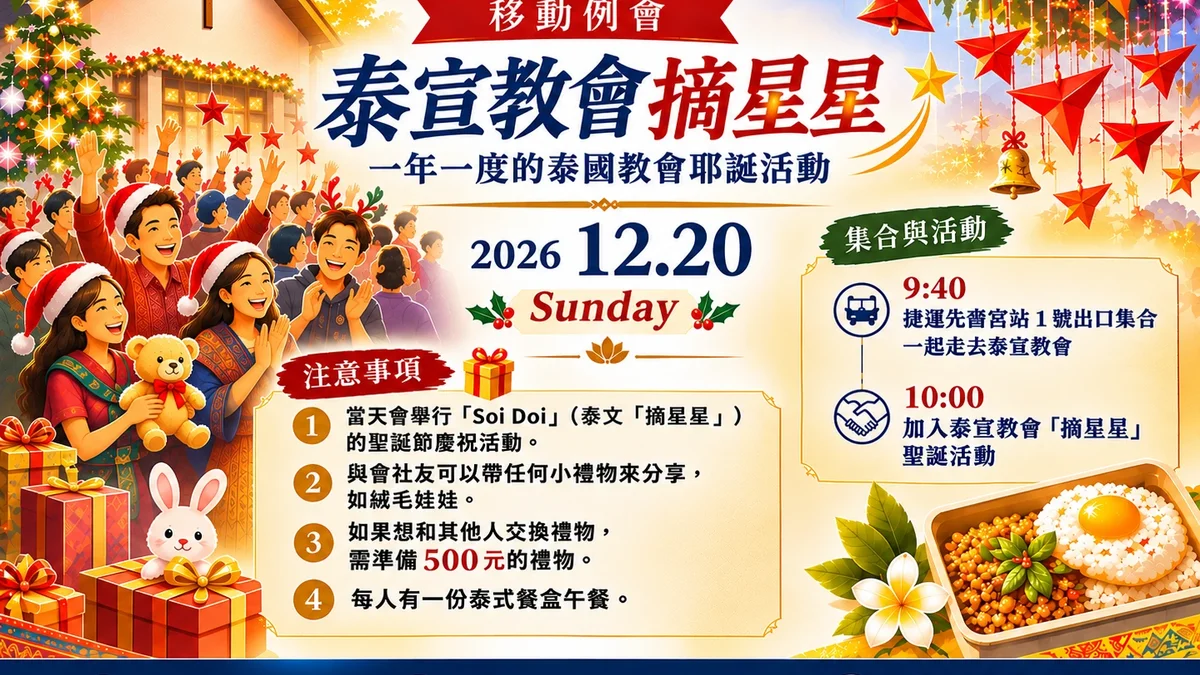 移動例會
泰宣教會摘星星
一年一度的泰國教會耶誕活動
2026 12.20
Sunday
注意事項
1 當天會舉行「Soi Doi」（泰文「摘星星」）
的聖誕節慶祝活動。
2 與會社友可以帶任何小禮物來分享，
如絨毛娃娃。
3 如果想和其他人交換禮物，
需準備 500 元的禮物。
4 每人有一份泰式餐盒午餐。
集合與活動
9:40
捷運先嗇宮站 1 號出口集合
一起走去泰宣教會
10:00
加入泰宣教會「摘星星」
聖誕活動